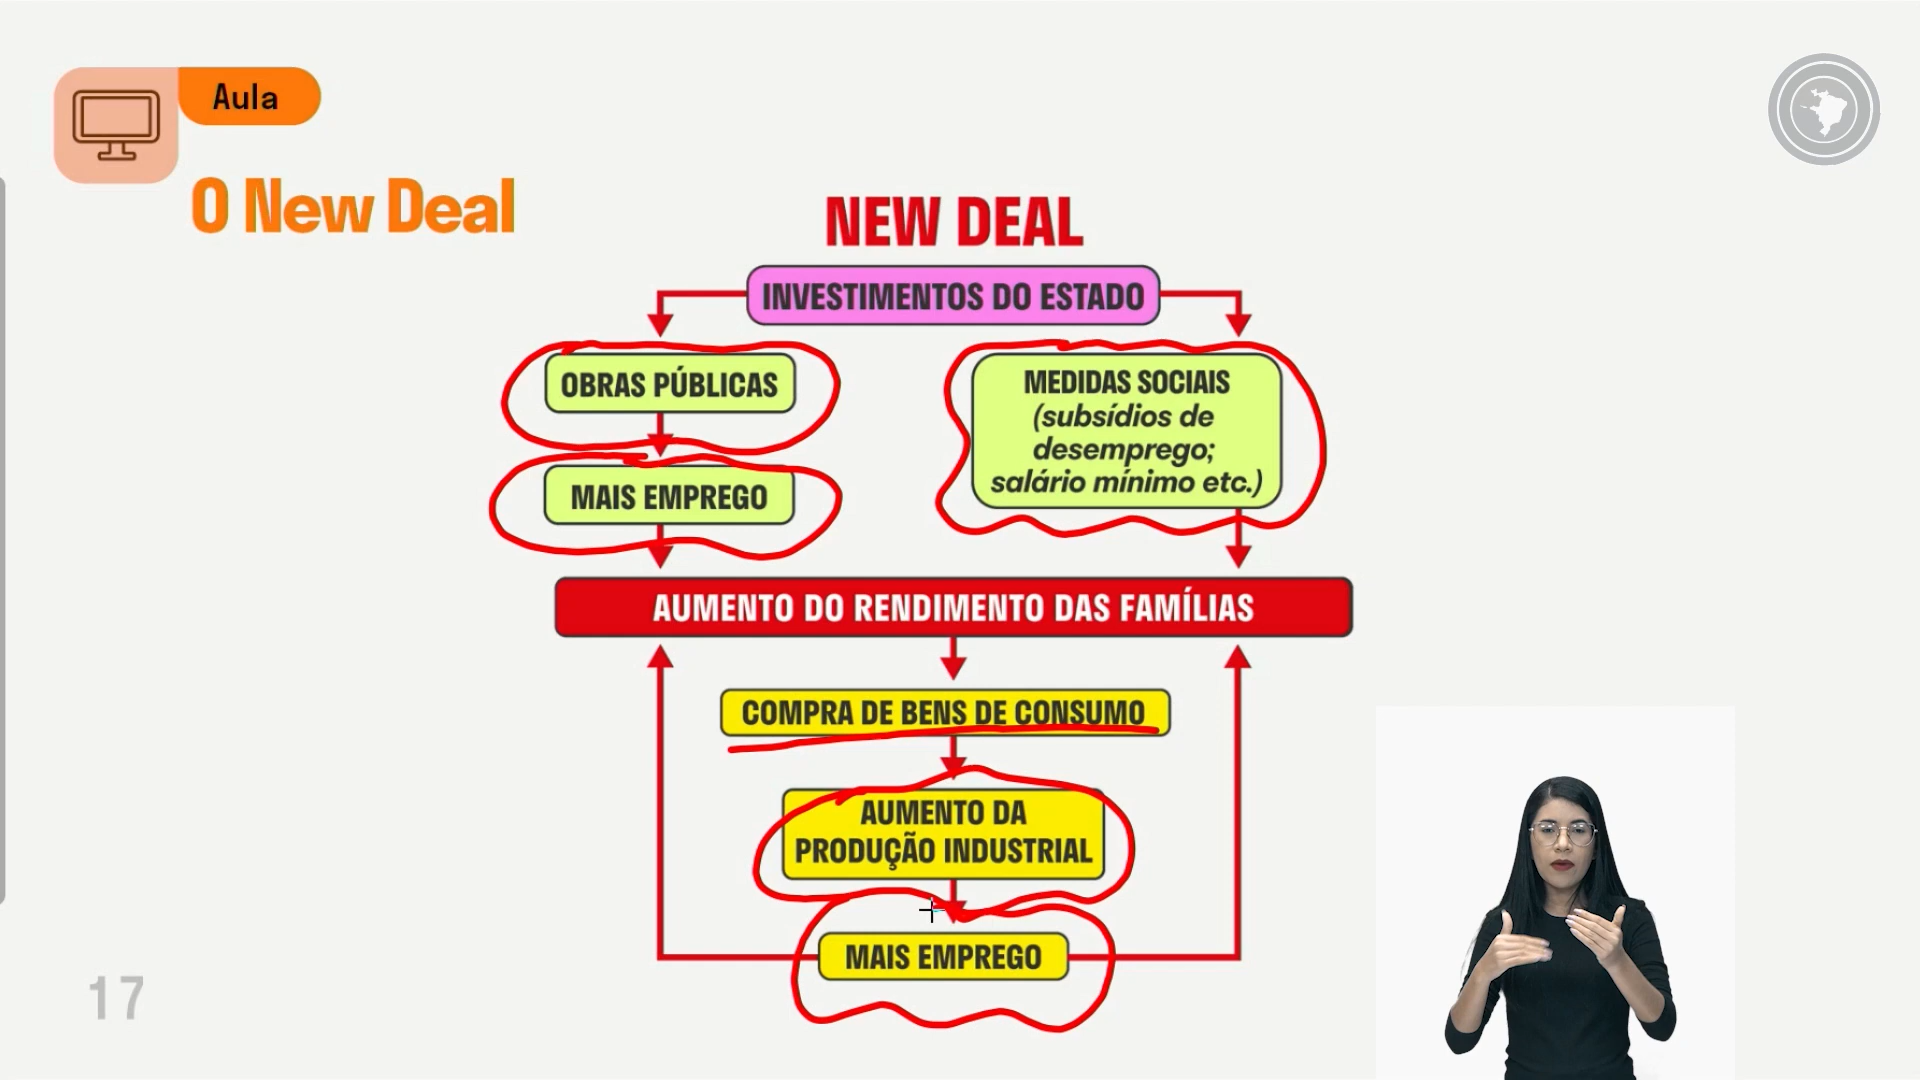 Aula
O New Deal
NEW DEAL
INVESTIMENTOS DO ESTADO
OBRAS PÚBLICAS
MAIS EMPREGO
MEDIDAS SOCIAIS
(subsídios de
desemprego;
salário mínimo etc.)
AUMENTO DO RENDIMENTO DAS FAMÍLIAS
COMPRA DE BENS DE CONSUMO
AUMENTO DA
PRODUÇÃO INDUSTRIAL
MAIS EMPREGO
17